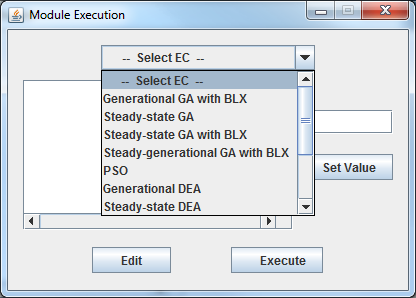 Module Execution
-- Select EC --
-- Select EC --
Generational GA with BLX
Steady-state GA
Steady-state GA with BLX
Steady-generational GA with BLX
PSO
Generational DEA
Steady-state DEA
Set Value
Edit
Execute